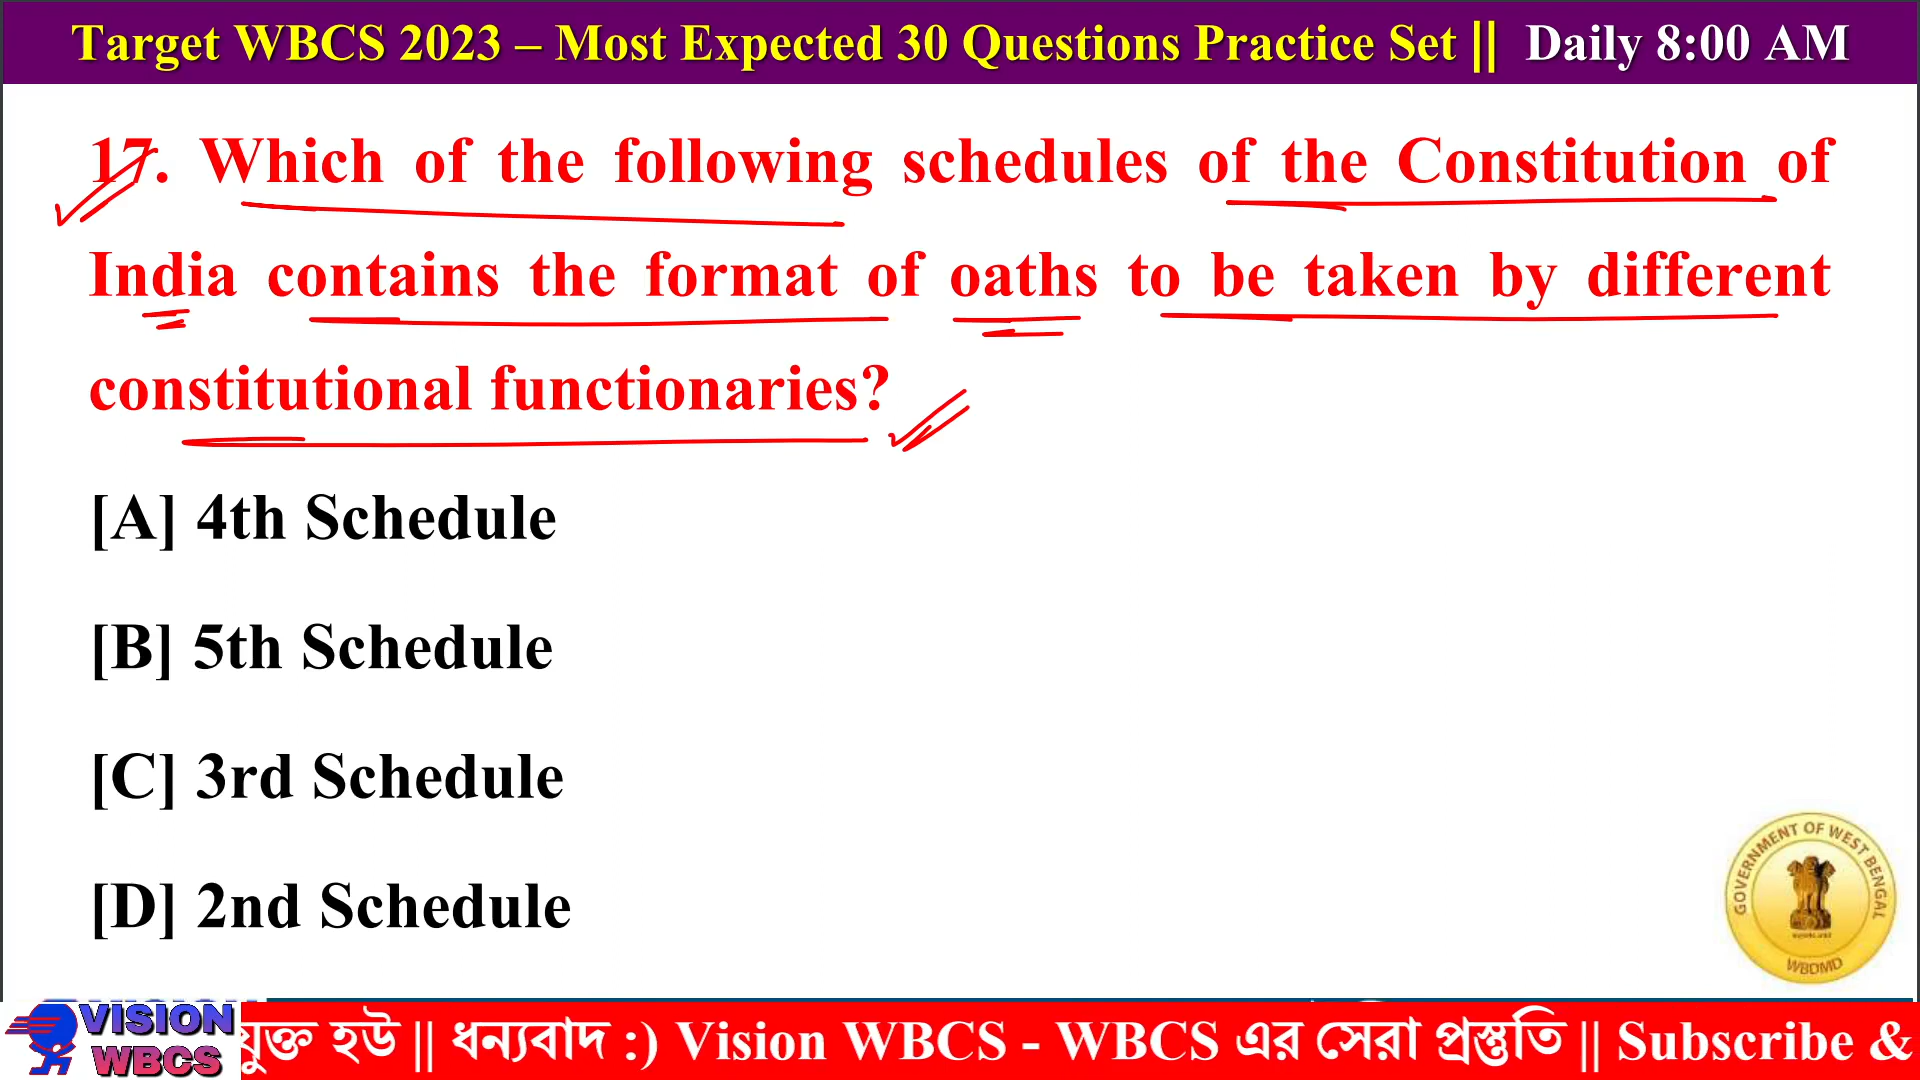 Target WBCS 2023 – Most Expected 30 Questions Practice Set || Daily 8:00 AM
17. Which of the following schedules of the Constitution of
India contains the format of oaths to be taken by different
constitutional functionaries?
[A] 4th Schedule
[B] 5th Schedule
[C] 3rd Schedule
[D] 2nd Schedule
GOVERNMENT OF WEST BENGAL
WBDMD
VISION
WBCS
যুক্ত হউ || ধন্যবাদ :) Vision WBCS - WBCS এর সেরা প্রস্তুতি || Subscribe &